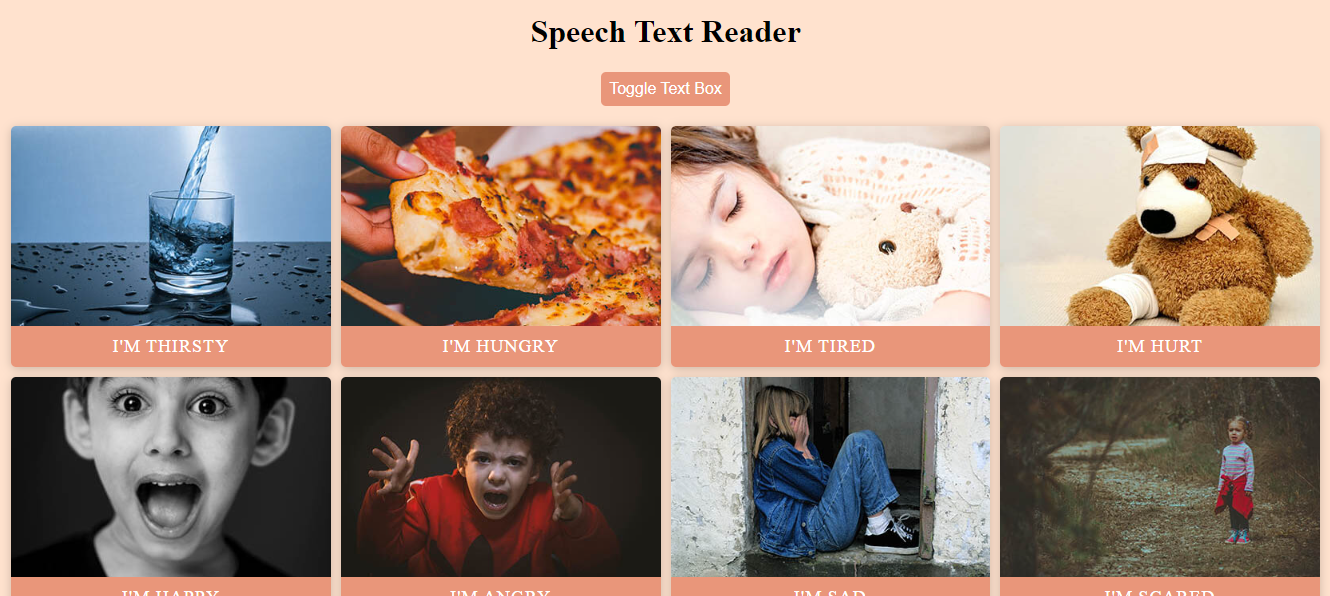 Speech Text Reader
Toggle Text Box
I'M THIRSTY
I'M HUNGRY
I'M TIRED
I'M HURT
I'M HAPPY
I'M ANGRY
I'M SAD
I'M SCARED